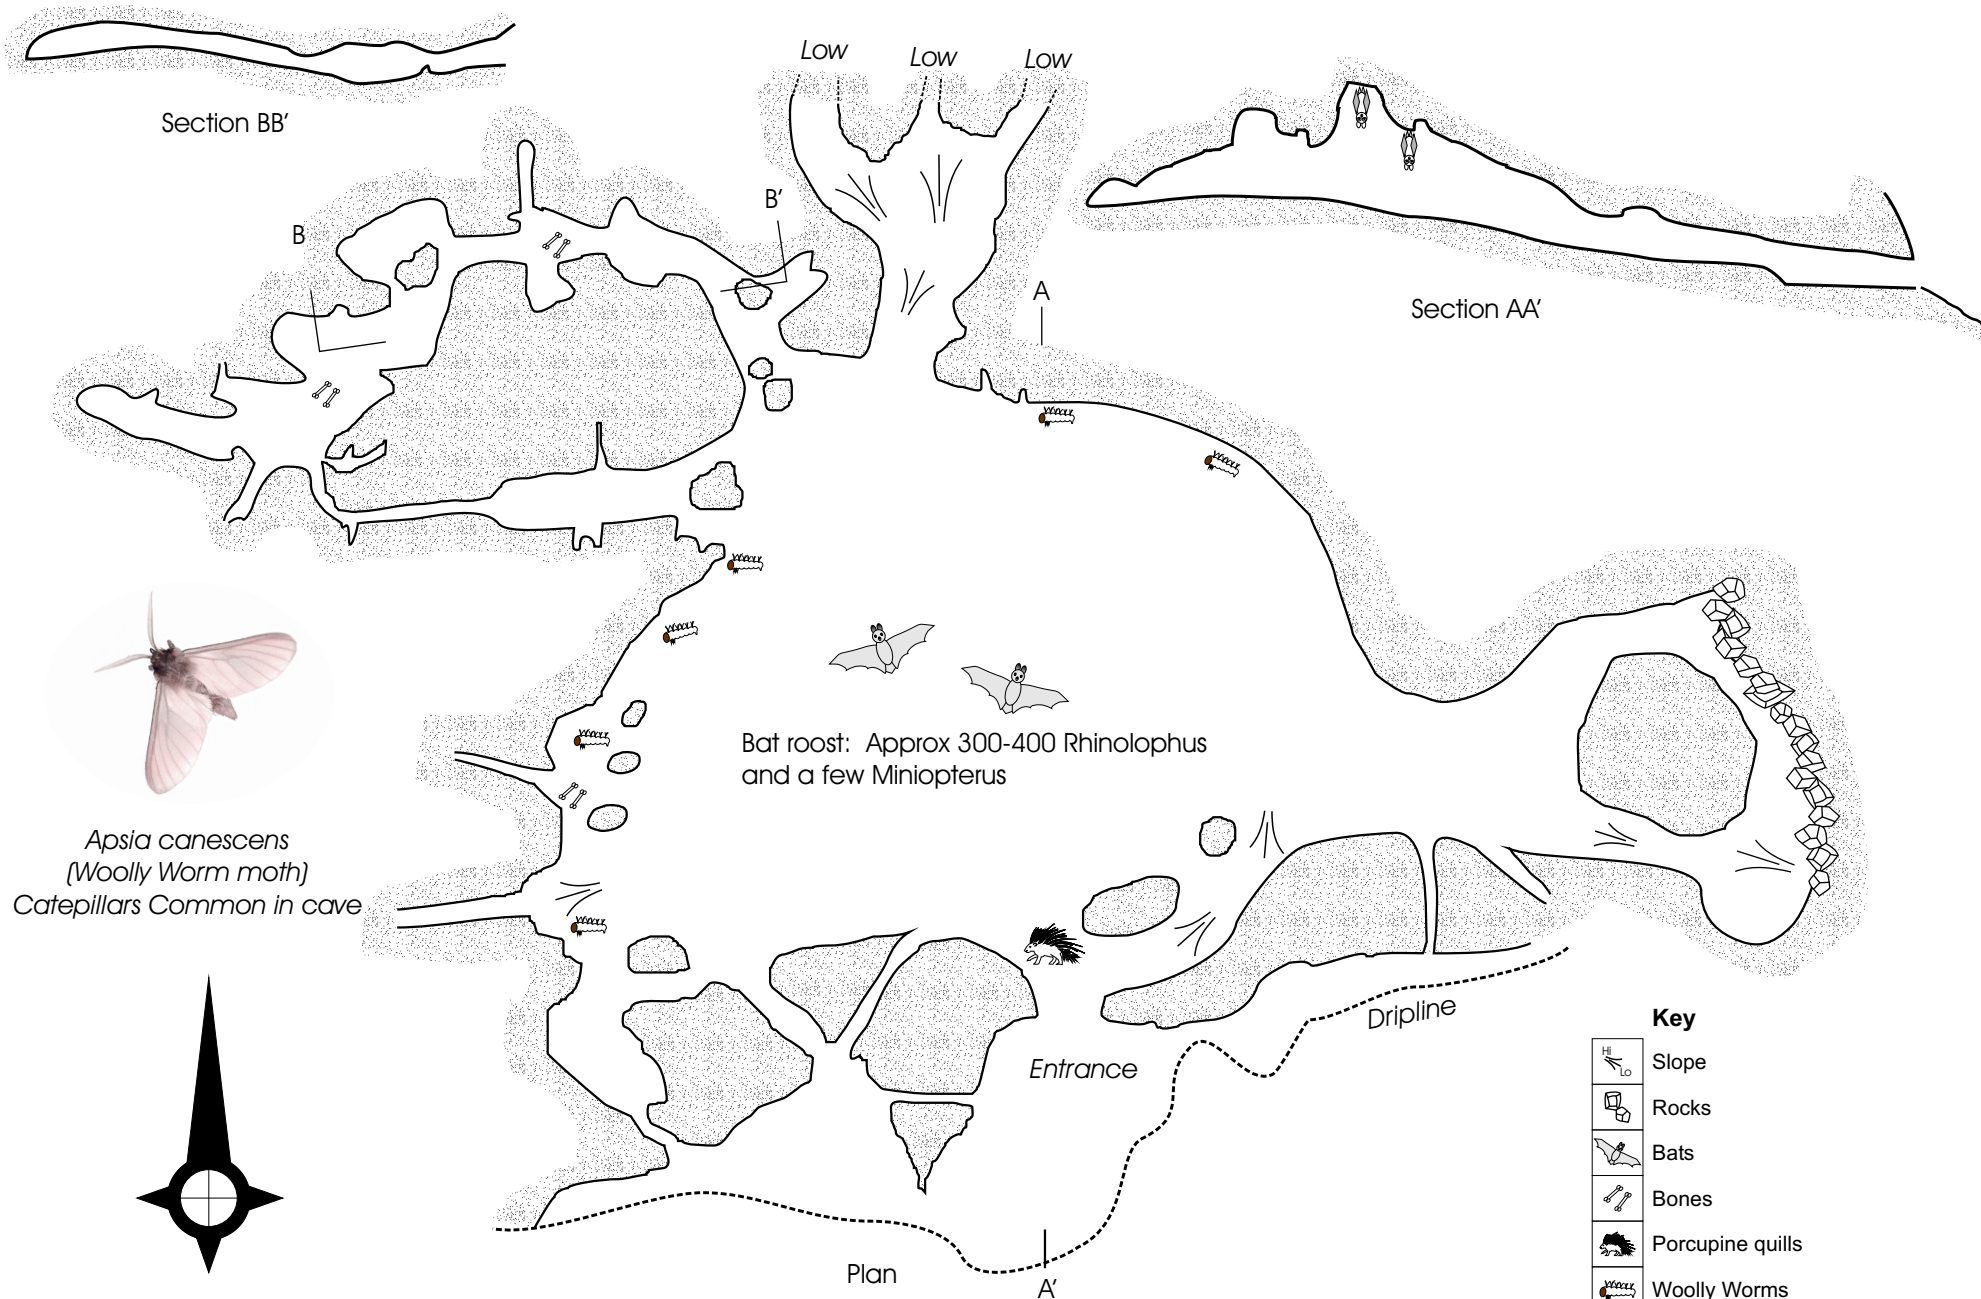 Low
Low
Low
Section BB'
B'
B
A
Section AA'
Bat roost: Approx 300-400 Rhinolophus
and a few Miniopterus
Apsia canescens
(Woolly Worm moth)
Catepillars Common in cave
Dripline
Entrance
Plan
A'
Key
Hi
Lo
Slope
Rocks
Bats
Bones
Porcupine quills
Woolly Worms